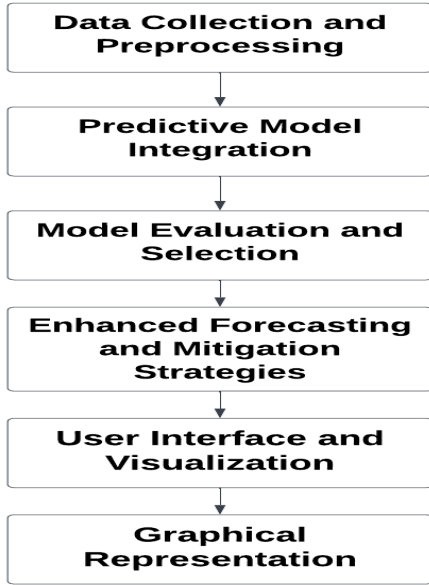 Data Collection and
Preprocessing
Predictive Model
Integration
Model Evaluation and
Selection
Enhanced Forecasting
and Mitigation
Strategies
User Interface and
Visualization
Graphical
Representation